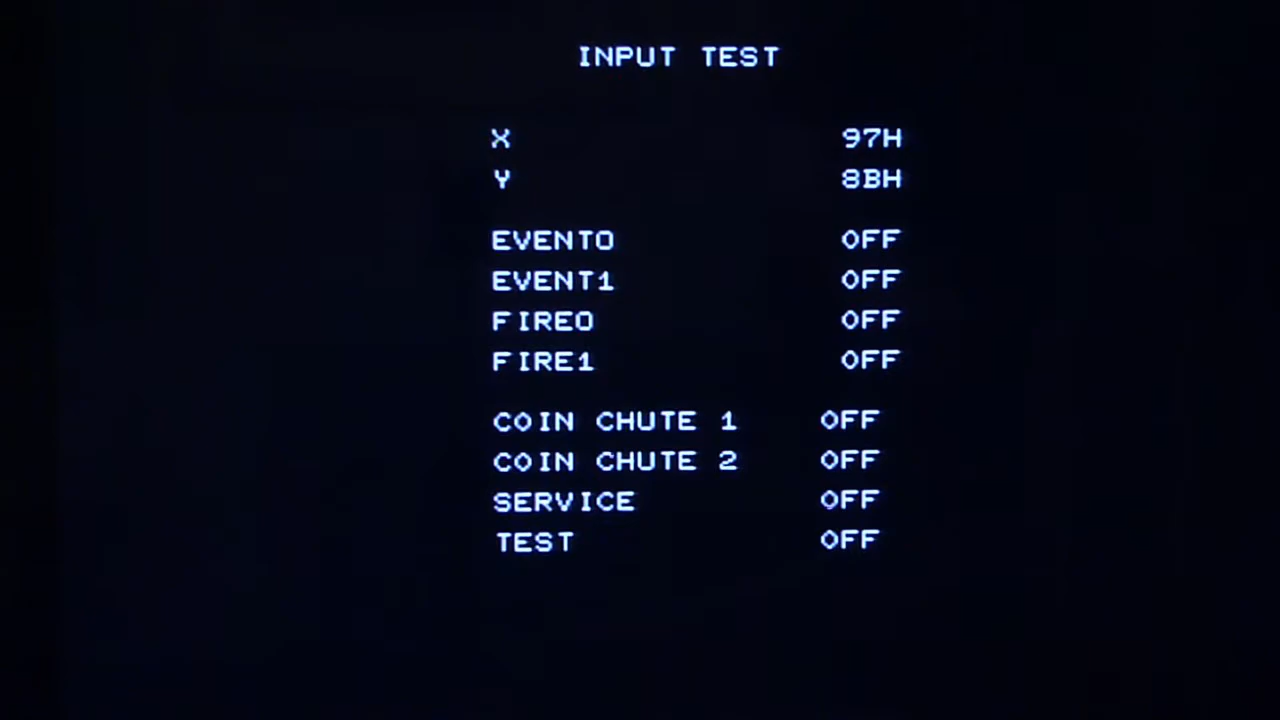 INPUT TEST
X 97H
Y 8BH
EVENT0 OFF
EVENT1 OFF
FIRE0 OFF
FIRE1 OFF
COIN CHUTE 1 OFF
COIN CHUTE 2 OFF
SERVICE OFF
TEST OFF